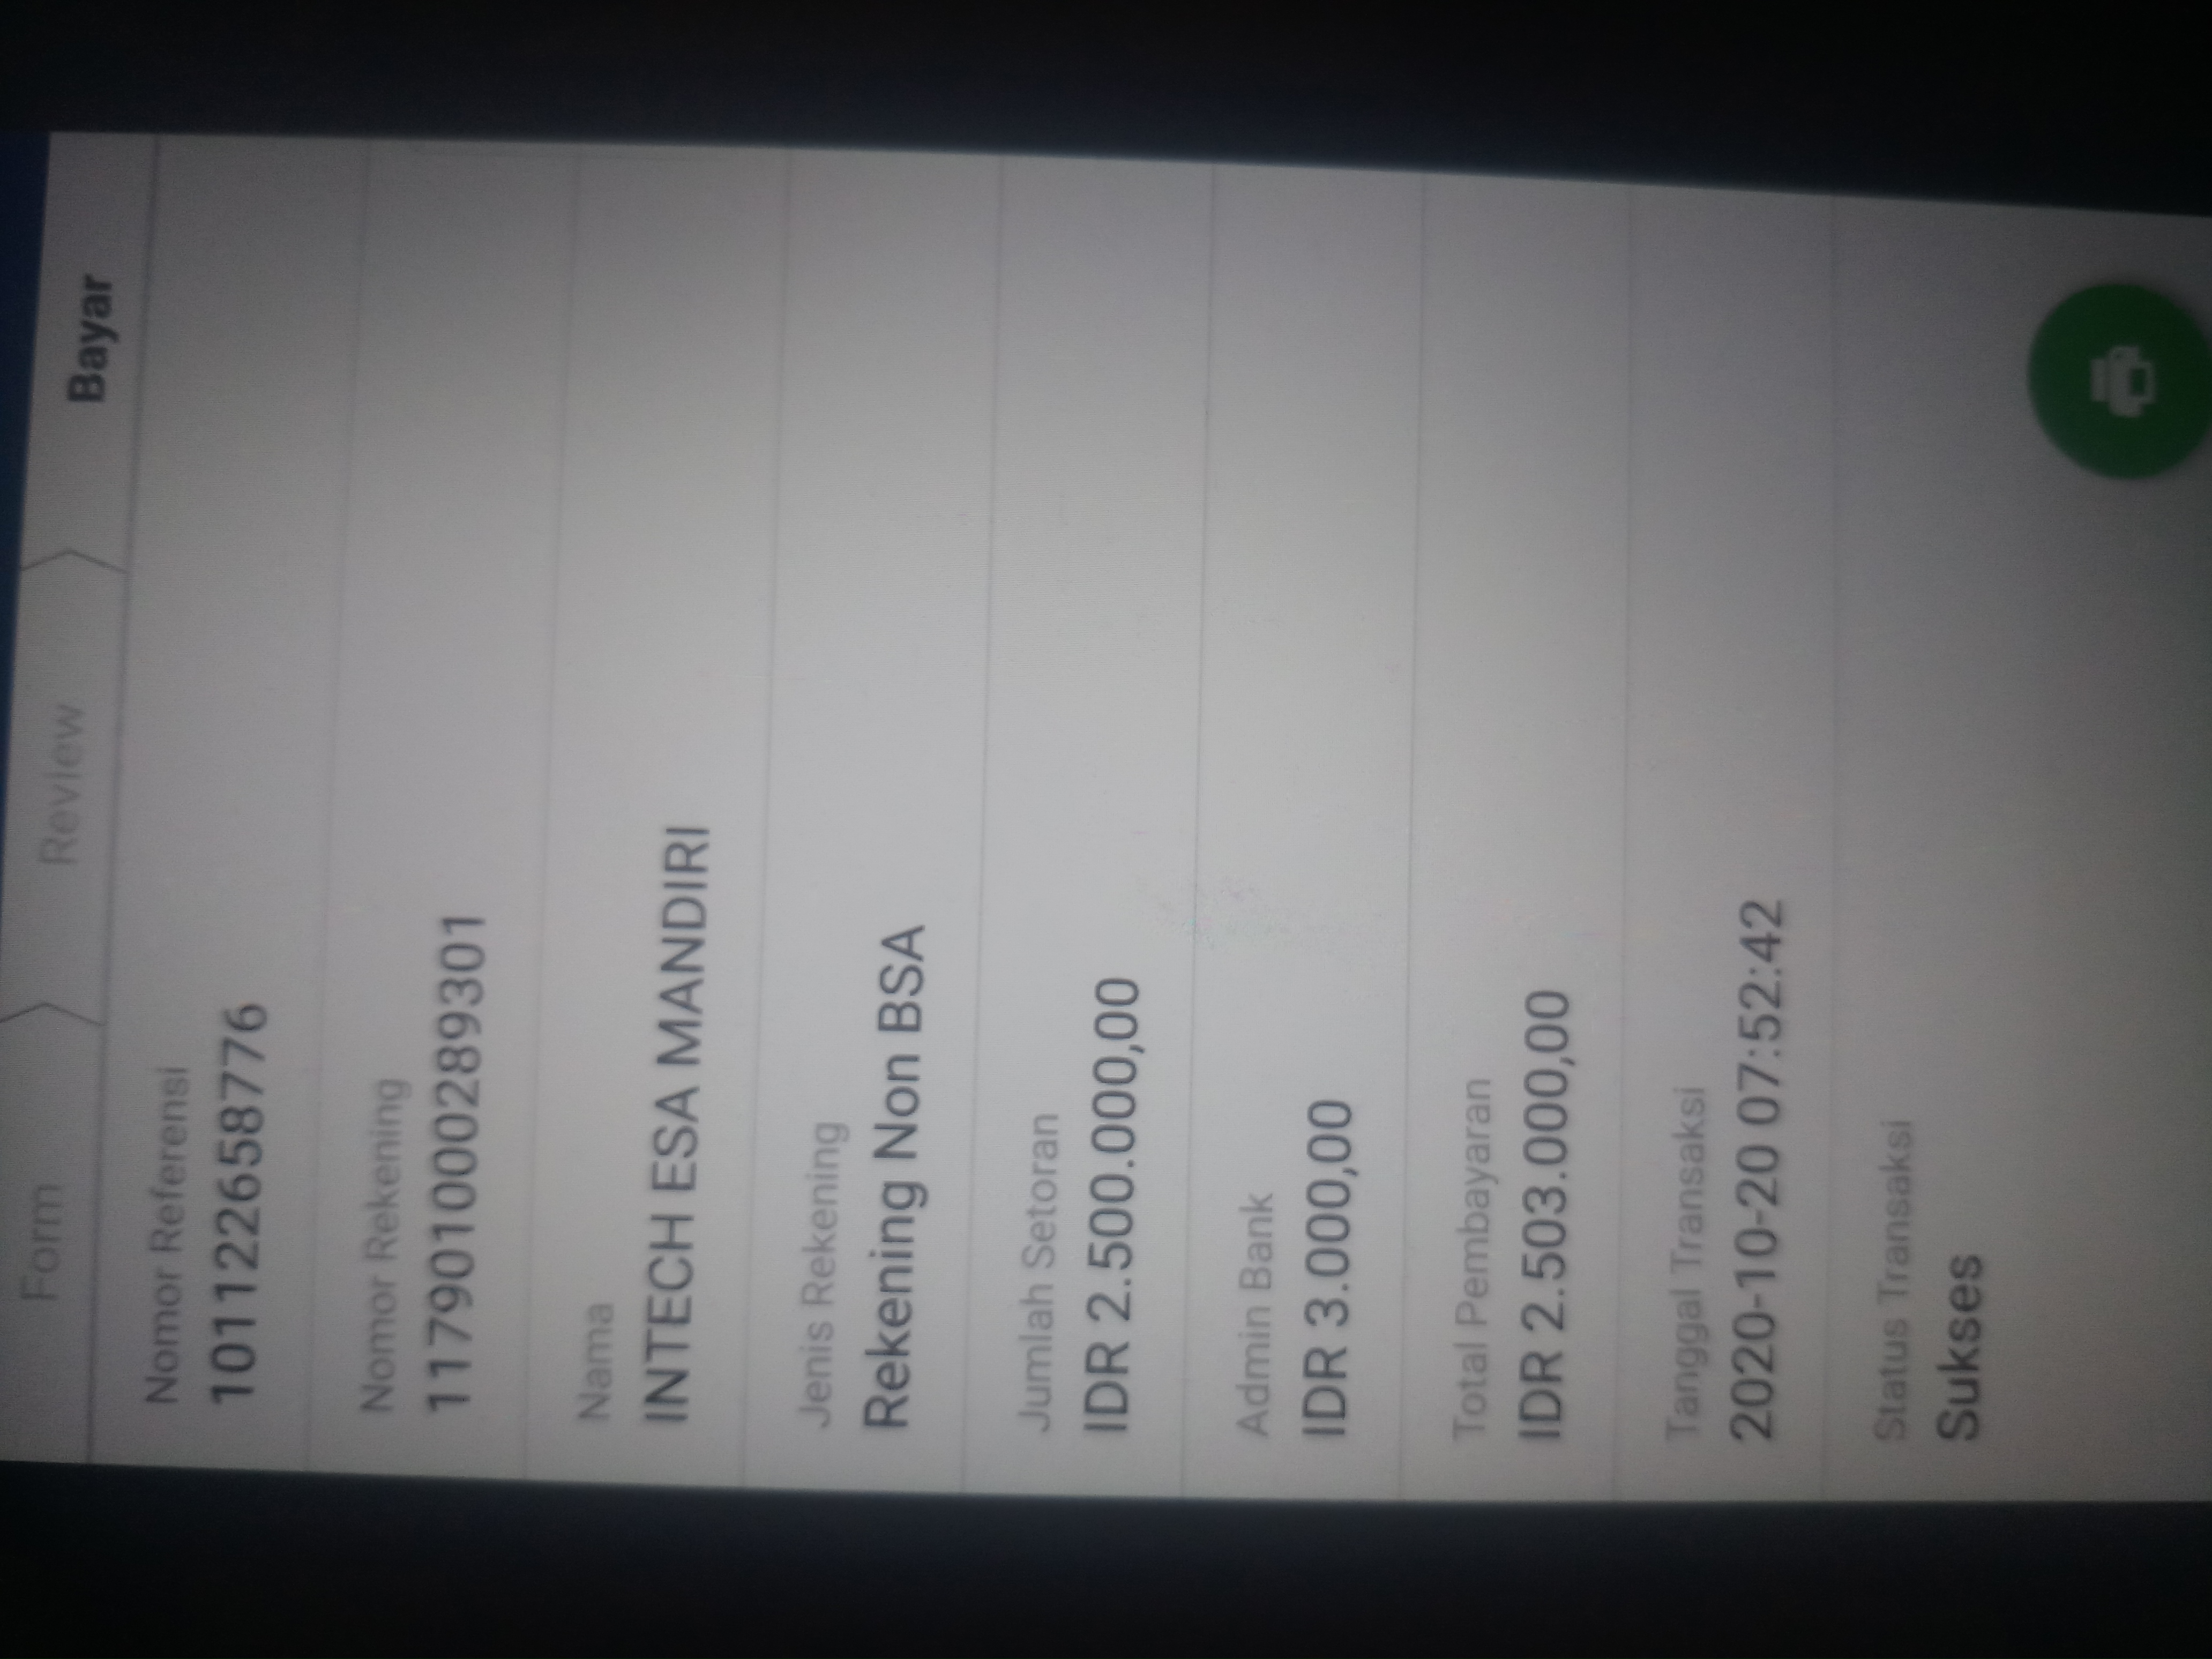 Form
Review
Bayar
Nomor Referensi
101122658776
Nomor Rekening
117901000289301
Nama
INTECH ESA MANDIRI
Jenis Rekening
Rekening Non BSA
Jumlah Setoran
IDR 2.500.000,00
Admin Bank
IDR 3.000,00
Total Pembayaran
IDR 2.503.000,00
Tanggal Transaksi
2020-10-20 07:52:42
Status Transaksi
Sukses